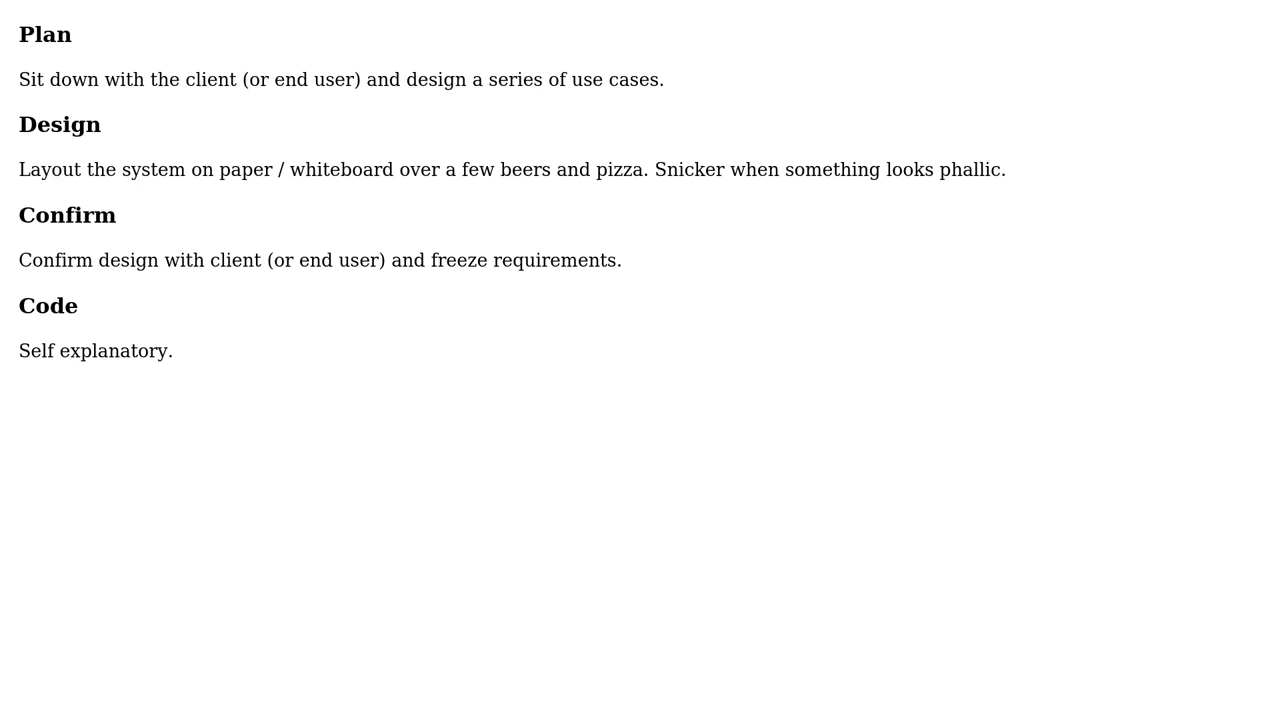 Plan
Sit down with the client (or end user) and design a series of use cases.
Design
Layout the system on paper / whiteboard over a few beers and pizza. Snicker when something looks phallic.
Confirm
Confirm design with client (or end user) and freeze requirements.
Code
Self explanatory.